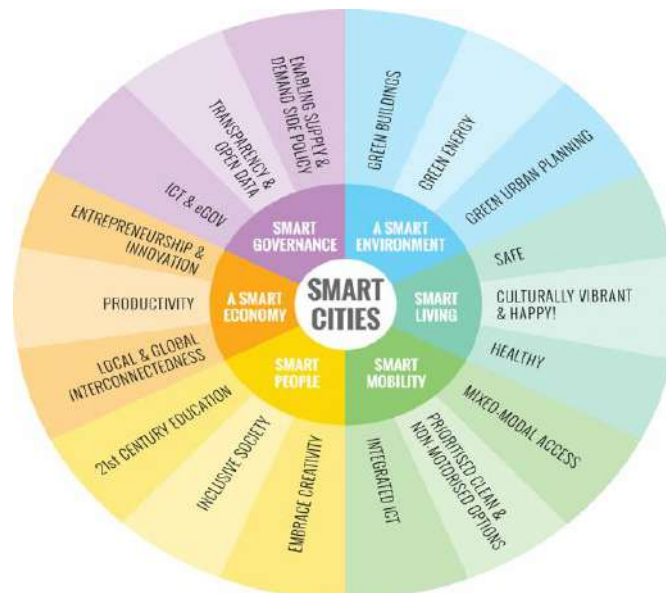 SMART
CITIES
SMART
GOVERNANCE
A SMART
ENVIRONMENT
SMART
LIVING
SMART
MOBILITY
SMART
PEOPLE
A SMART
ECONOMY
ENABLING SUPPLY &
DEMAND SIDE POLICY
GREEN BUILDINGS
GREEN ENERGY
GREEN URBAN PLANNING
SAFE
CULTURALLY VIBRANT
& HAPPY!
HEALTHY
MIXED-MODAL ACCESS
PRIORITISED CLEAN &
NON-MOTORISED OPTIONS
INTEGRATED ICT
EMBRACE CREATIVITY
INCLUSIVE SOCIETY
21st CENTURY EDUCATION
LOCAL & GLOBAL
INTERCONNECTEDNESS
PRODUCTIVITY
ENTREPRENEURSHIP &
INNOVATION
ICT & eGOV
TRANSPARENCY &
OPEN DATA